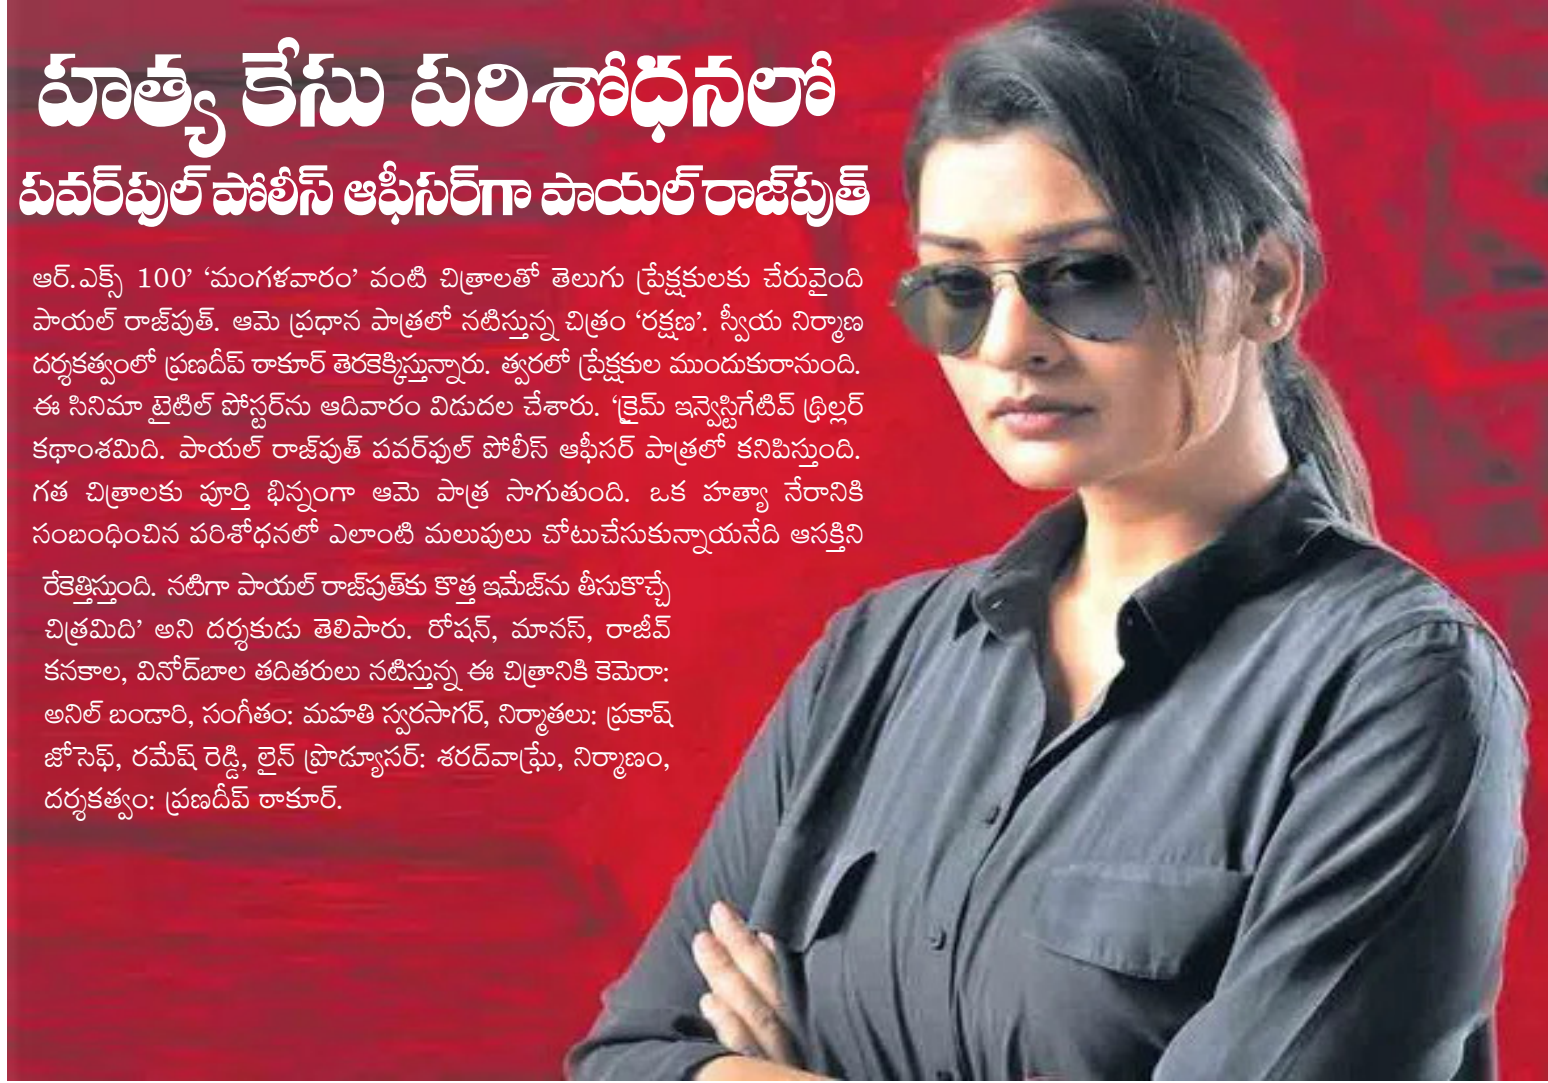 హత్య కేసు పరిశోధనలో
పవర్‌ఫుల్ పోలీస్ ఆఫీసర్‌గా పాయల్ రాజ్‌పుత్
ఆర్.ఎక్స్ 100’ ‘మంగళవారం’ వంటి చిత్రాలతో తెలుగు ప్రేక్షకులకు చేరువైంది
పాయల్ రాజ్‌పుత్. ఆమె ప్రధాన పాత్రలో నటిస్తున్న చిత్రం ‘రక్షణ’. స్వీయ నిర్మాణ
దర్శకత్వంలో ప్రణదీప్ ఠాకూర్ తెరకెక్కిస్తున్నారు. త్వరలో ప్రేక్షకుల ముందుకురానుంది.
ఈ సినిమా టైటిల్ పోస్టర్‌ను ఆదివారం విడుదల చేశారు. ‘క్రైమ్ ఇన్వెస్టిగేటివ్ థ్రిల్లర్
కథాంశమిది. పాయల్ రాజ్‌పుత్ పవర్‌ఫుల్ పోలీస్ ఆఫీసర్ పాత్రలో కనిపిస్తుంది.
గత చిత్రాలకు పూర్తి భిన్నంగా ఆమె పాత్ర సాగుతుంది. ఒక హత్యా నేరానికి
సంబంధించిన పరిశోధనలో ఎలాంటి మలుపులు చోటుచేసుకున్నాయనేది ఆసక్తిని
రేకెత్తిస్తుంది. నటిగా పాయల్ రాజ్‌పుత్‌కు కొత్త ఇమేజ్‌ను తీసుకొచ్చే
చిత్రమిది’ అని దర్శకుడు తెలిపారు. రోషన్, మానస్, రాజీవ్
కనకాల, వినోద్‌బాల తదితరులు నటిస్తున్న ఈ చిత్రానికి కెమెరా:
అనిల్ బండారి, సంగీతం: మహతి స్వరసాగర్, నిర్మాతలు: ప్రకాష్
జోసెఫ్, రమేష్ రెడ్డి, లైన్ ప్రొడ్యూసర్: శరద్‌వాఘ్రే, నిర్మాణం,
దర్శకత్వం: ప్రణదీప్ ఠాకూర్.